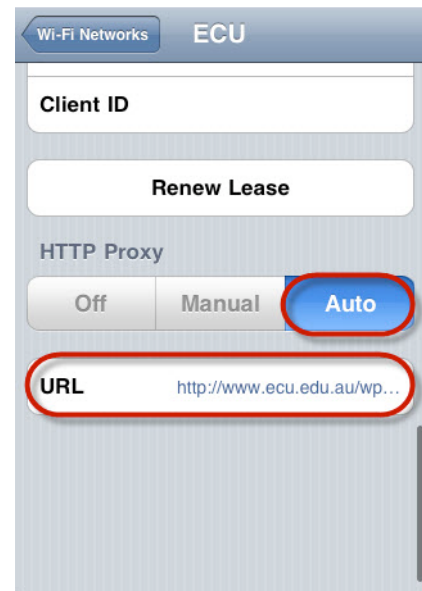 Wi-Fi Networks ECU
Client ID
Renew Lease
HTTP Proxy
Off Manual Auto
URL http://www.ecu.edu.au/wp...